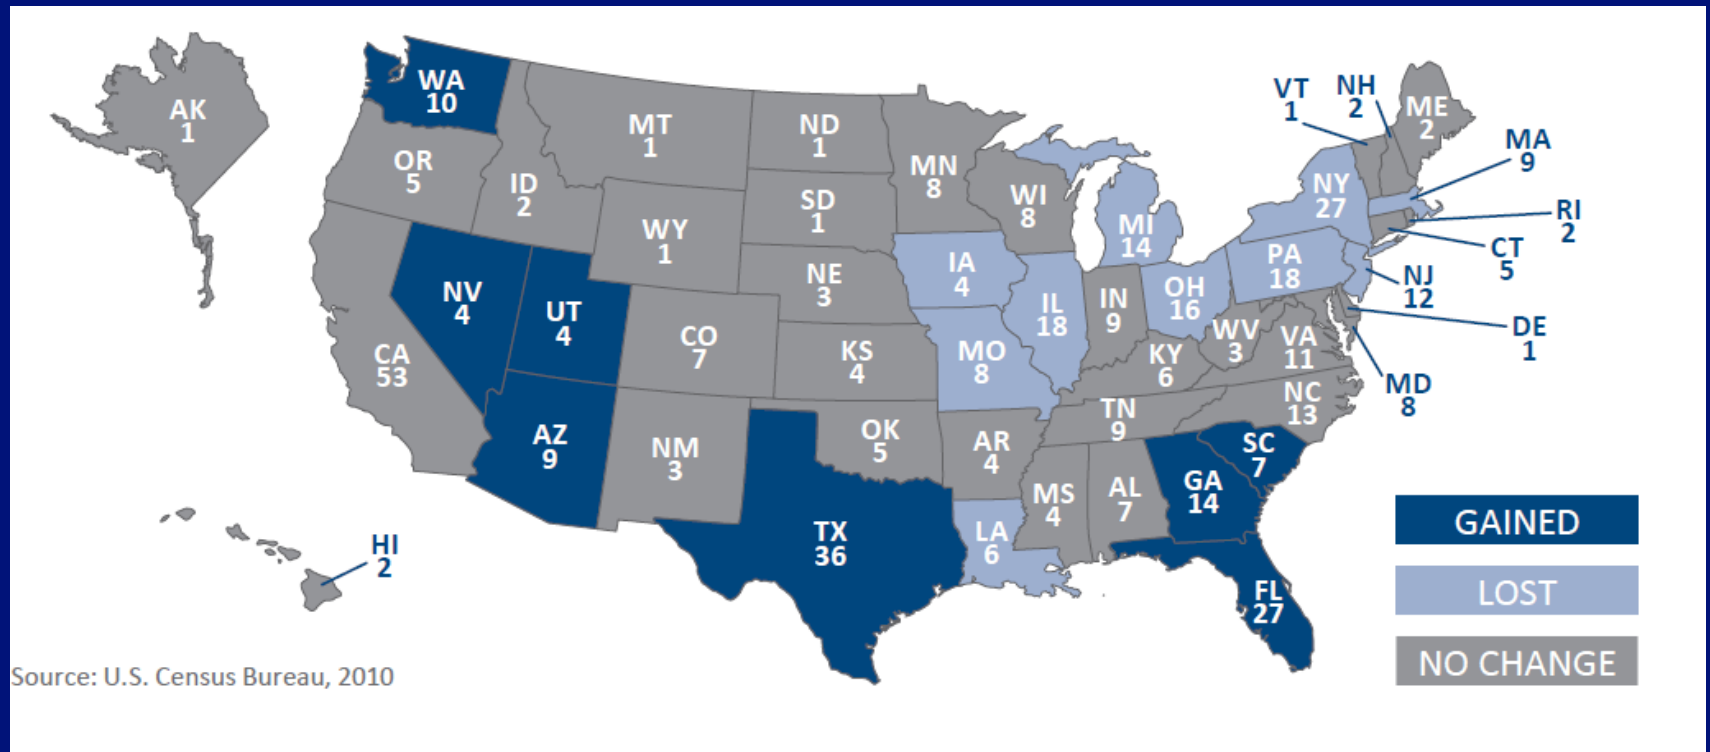 AK
1
WA
10
OR
5
ID
2
MT
1
ND
1
MN
8
WI
8
SD
1
WY
1
NE
3
IA
4
NV
4
UT
4
CO
7
KS
4
MO
8
IL
18
IN
9
MI
14
OH
16
CA
53
AZ
9
NM
3
OK
5
AR
4
TX
36
LA
6
MS
4
AL
7
GA
14
SC
7
FL
27
TN
9
KY
6
NC
13
WV
3
VA
11
PA
18
NY
27
VT
1
NH
2
ME
2
MA
9
RI
2
CT
5
NJ
12
DE
1
MD
8
HI
2
GAINED
LOST
NO CHANGE
Source: U.S. Census Bureau, 2010